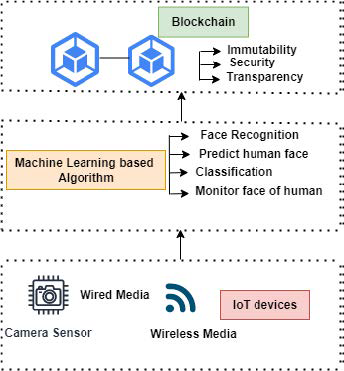 Blockchain
Immutability
Security
Transparency
Face Recognition
Machine Learning based
Algorithm
Predict human face
Classification
Monitor face of human
Wired Media
IoT devices
Camera Sensor
Wireless Media